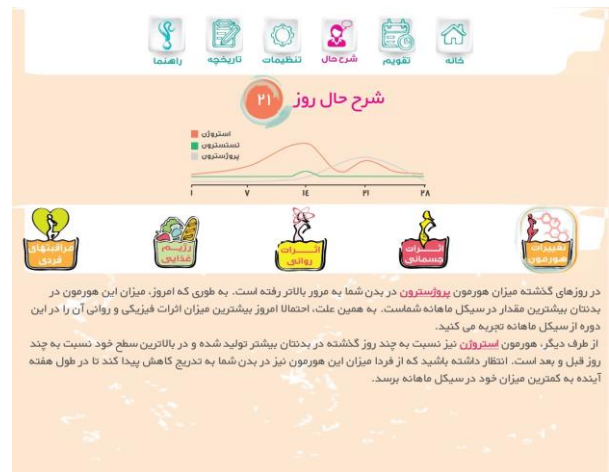 خانه
تقویم
شرح حال
تنظیمات
تاریخچه
راهنما
شرح حال روز ۲۱
استروژن
تستسترون
پروژسترون
۱ ۷ ۱٤ ۲۱ ۲۸
تغییرات هورمون
اثرات جسمانی
اثرات روانی
رژیم غذایی
مراقبتهای فردی
در روزهای گذشته میزان هورمون پروژسترون در بدن شما به مرور بالاتر رفته است. به طوری که امروز، میزان این هورمون در
بدنتان بیشترین مقدار در سیکل ماهانه شماست. به همین علت، احتمالا امروز بیشترین میزان اثرات فیزیکی و روانی آن را در این
دوره از سیکل ماهانه تجربه می کنید.
از طرف دیگر، هورمون استروژن نیز نسبت به چند روز گذشته در بدنتان بیشتر تولید شده و در بالاترین سطح خود نسبت به چند
روز قبل و بعد است. انتظار داشته باشید که از فردا میزان این هورمون نیز در بدن شما به تدریج کاهش پیدا کند تا در طول هفته
آینده به کمترین میزان خود در سیکل ماهانه برسد.